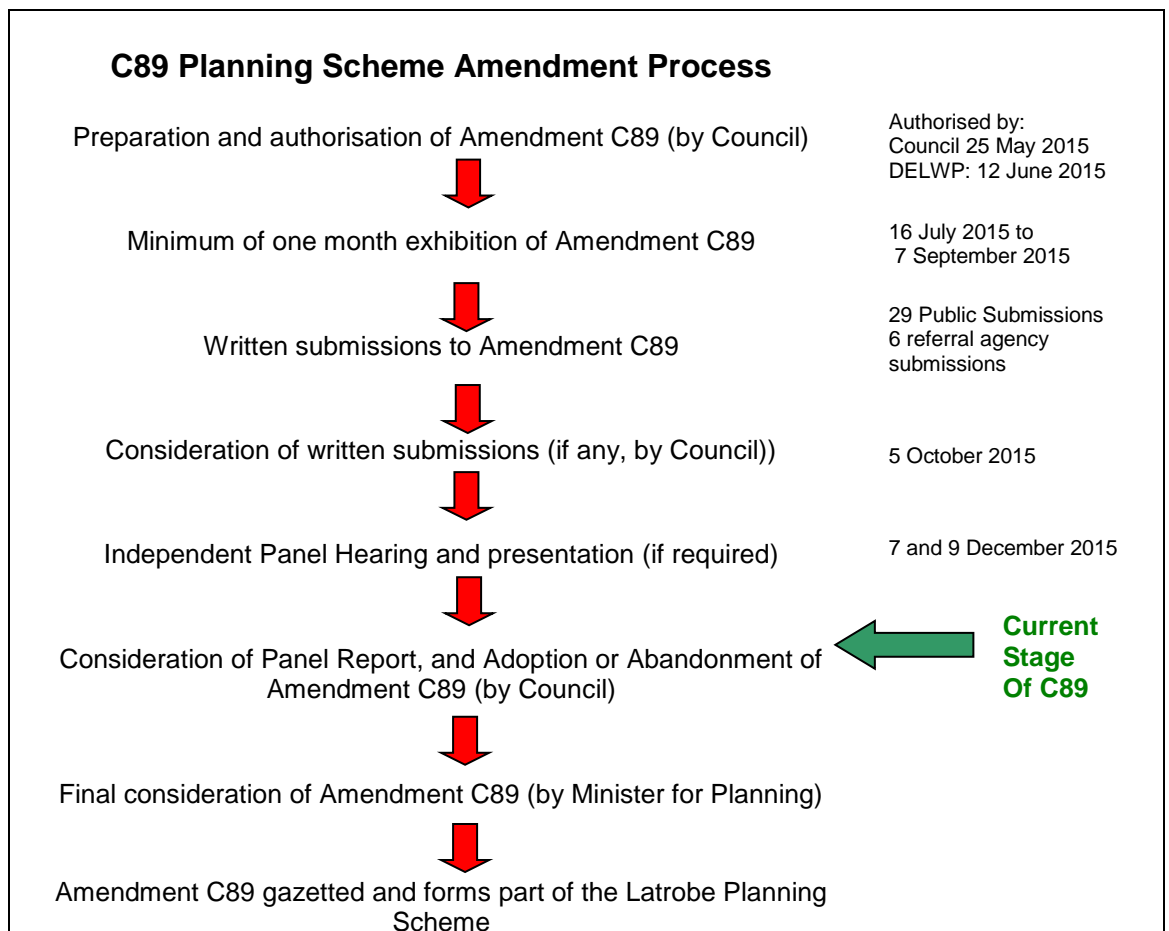 C89 Planning Scheme Amendment Process
Preparation and authorisation of Amendment C89 (by Council)
Authorised by:
Council 25 May 2015
DELWP: 12 June 2015
Minimum of one month exhibition of Amendment C89
16 July 2015 to
7 September 2015
Written submissions to Amendment C89
29 Public Submissions
6 referral agency
submissions
Consideration of written submissions (if any, by Council))
5 October 2015
Independent Panel Hearing and presentation (if required)
7 and 9 December 2015
Consideration of Panel Report, and Adoption or Abandonment of
Amendment C89 (by Council)
Current
Stage
Of C89
Final consideration of Amendment C89 (by Minister for Planning)
Amendment C89 gazetted and forms part of the Latrobe Planning
Scheme